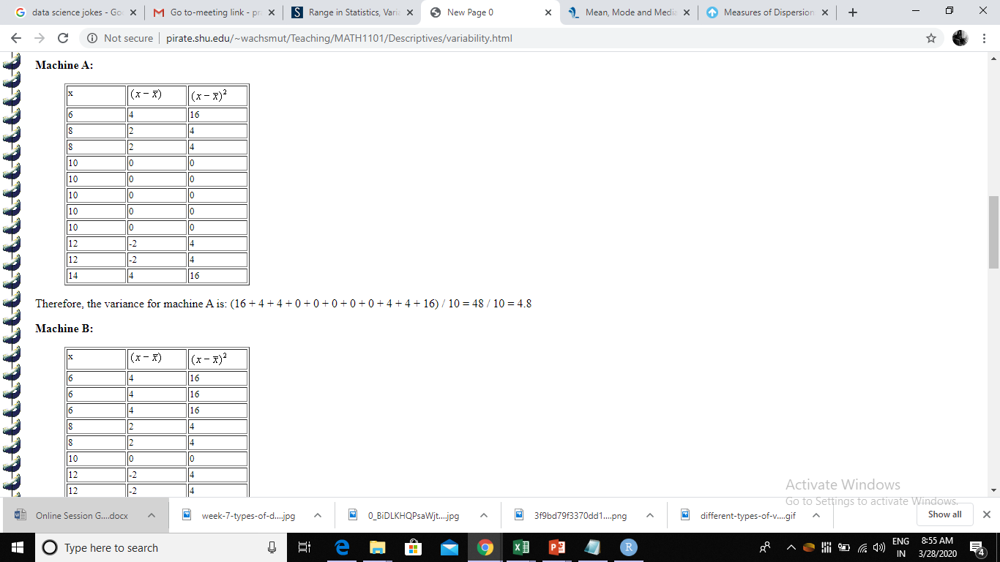 data science jokes - Go
Go to-meeting link - pr
Range in Statistics, Varia
New Page 0
Mean, Mode and Media
Measures of Dispersion
Not secure | pirate.shu.edu/~wachsmut/Teaching/MATH1101/Descriptives/variability.html
Machine A:
x (x − x̅) (x − x̅)²
6 4 16
8 2 4
8 2 4
10 0 0
10 0 0
10 0 0
10 0 0
10 0 0
12 -2 4
12 -2 4
14 4 16
Therefore, the variance for machine A is: (16 + 4 + 4 + 0 + 0 + 0 + 0 + 0 + 4 + 4 + 16) / 10 = 48 / 10 = 4.8
Machine B:
x (x − x̅) (x − x̅)²
6 4 16
6 4 16
6 4 16
8 2 4
8 2 4
10 0 0
12 -2 4
12 -2 4
Activate Windows
Go to Settings to activate Windows.
Online Session G....docx
week-7-types-of-d....jpg
0_BiDLKHQPsaWjt....jpg
3f9bd79f3370dd1....png
different-types-of-v....gif
Show all
Type here to search
ENG
IN
8:55 AM
3/28/2020
4